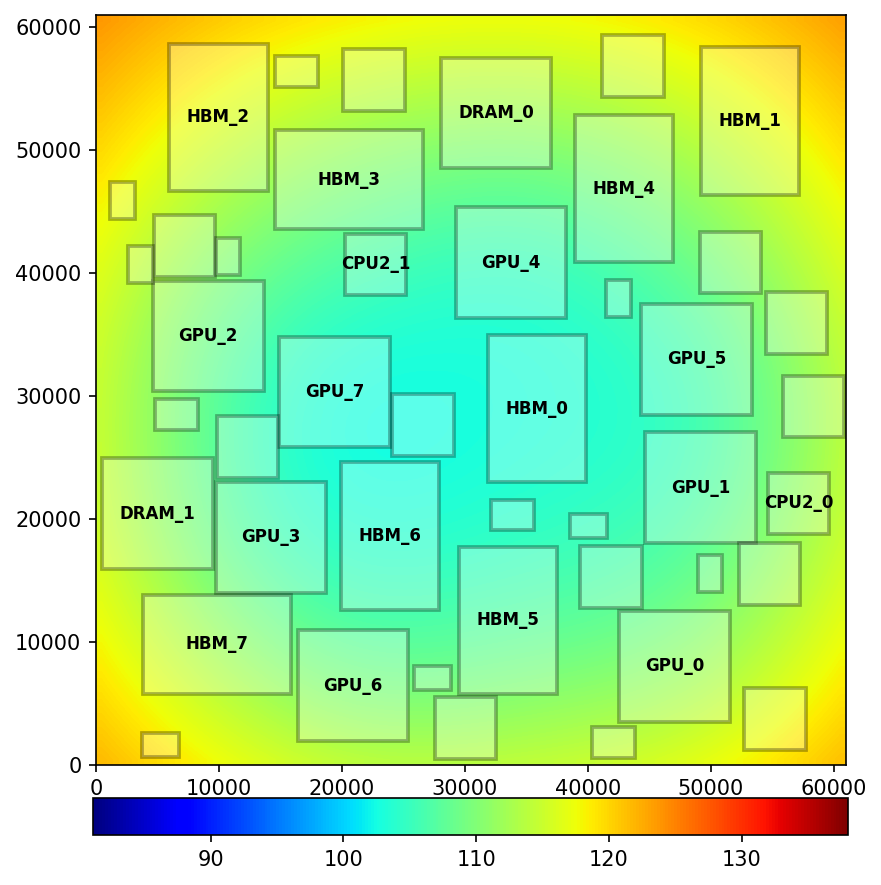 60000
HBM_2
DRAM_0
HBM_1
50000
HBM_3
HBM_4
40000
CPU2_1
GPU_4
GPU_2
GPU_5
30000
GPU_7
HBM_0
20000
DRAM_1
GPU_3
HBM_6
GPU_1
CPU2_0
10000
HBM_7
GPU_6
HBM_5
GPU_0
0
0 10000 20000 30000 40000 50000 60000
90 100 110 120 130